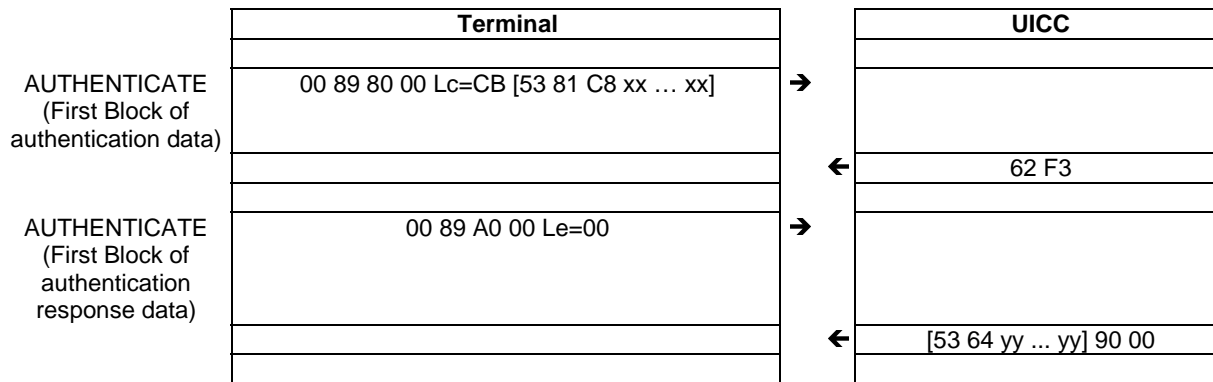 Terminal UICC
AUTHENTICATE 00 89 80 00 Lc=CB [53 81 C8 xx … xx] ➔
(First Block of
authentication data)
🡰 62 F3
AUTHENTICATE 00 89 A0 00 Le=00 ➔
(First Block of
authentication
response data)
🡰 [53 64 yy ... yy] 90 00